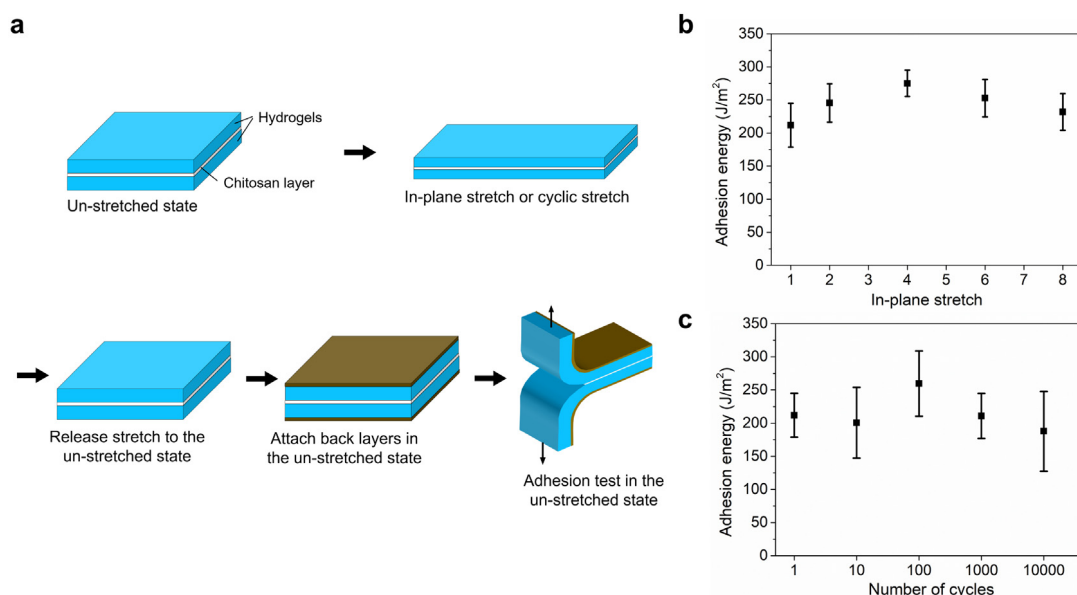 a
Hydrogels
Chitosan layer
Un-stretched state
In-plane stretch or cyclic stretch
Release stretch to the
un-stretched state
Attach back layers in
the un-stretched state
Adhesion test in the
un-stretched state
b
Adhesion energy (J/m²)
350
300
250
200
150
100
50
0
1 2 3 4 5 6 7 8
In-plane stretch
c
Adhesion energy (J/m²)
350
300
250
200
150
100
50
0
1 10 100 1000 10000
Number of cycles